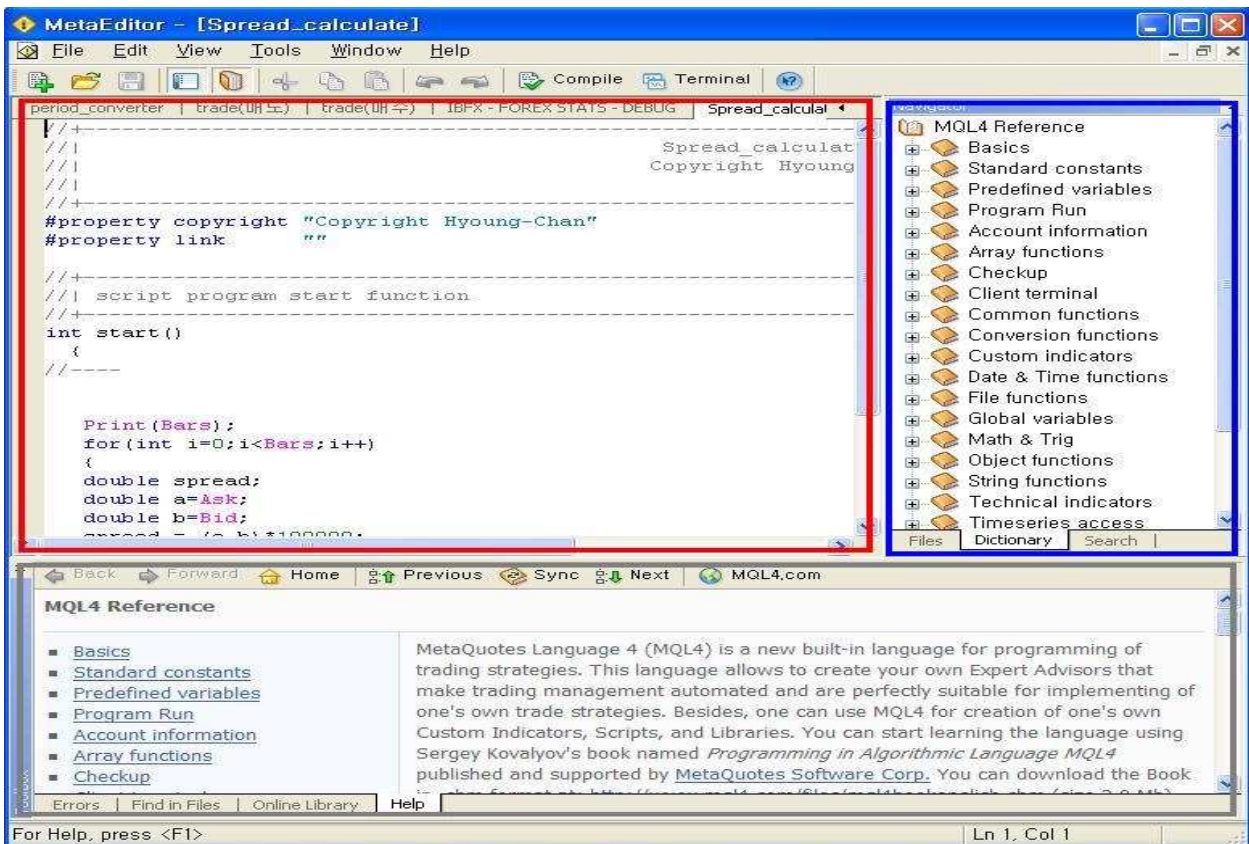 MetaEditor - [Spread_calculate]
File Edit View Tools Window Help
Compile Terminal
period_converter | trade(매도) | trade(매수) | IBFX - FOREX STATS - DEBUG | Spread_calculat
//+------------------------------------------------------------------
//| Spread_calculat
//| Copyright Hyoung
//|
//+------------------------------------------------------------------
#property copyright "Copyright Hyoung-Chan"
#property link ""
//+------------------------------------------------------------------
//| script program start function
//+------------------------------------------------------------------
int start()
{
//----
Print(Bars);
for(int i=0;i<Bars;i++)
{
double spread;
double a=Ask;
double b=Bid;
spread = (a-b)*100000;
Navigator
MQL4 Reference
Basics
Standard constants
Predefined variables
Program Run
Account information
Array functions
Checkup
Client terminal
Common functions
Conversion functions
Custom indicators
Date & Time functions
File functions
Global variables
Math & Trig
Object functions
String functions
Technical indicators
Timeseries access
Files Dictionary Search
Back Forward Home Previous Sync Next MQL4.com
MQL4 Reference
Basics
Standard constants
Predefined variables
Program Run
Account information
Array functions
Checkup
MetaQuotes Language 4 (MQL4) is a new built-in language for programming of
trading strategies. This language allows to create your own Expert Advisors that
make trading management automated and are perfectly suitable for implementing of
one's own trade strategies. Besides, one can use MQL4 for creation of one's own
Custom Indicators, Scripts, and Libraries. You can start learning the language using
Sergey Kovalyov's book named Programming in Algorithmic Language MQL4
published and supported by MetaQuotes Software Corp. You can download the Book
Errors | Find in Files | Online Library | Help
For Help, press <F1>
Ln 1, Col 1